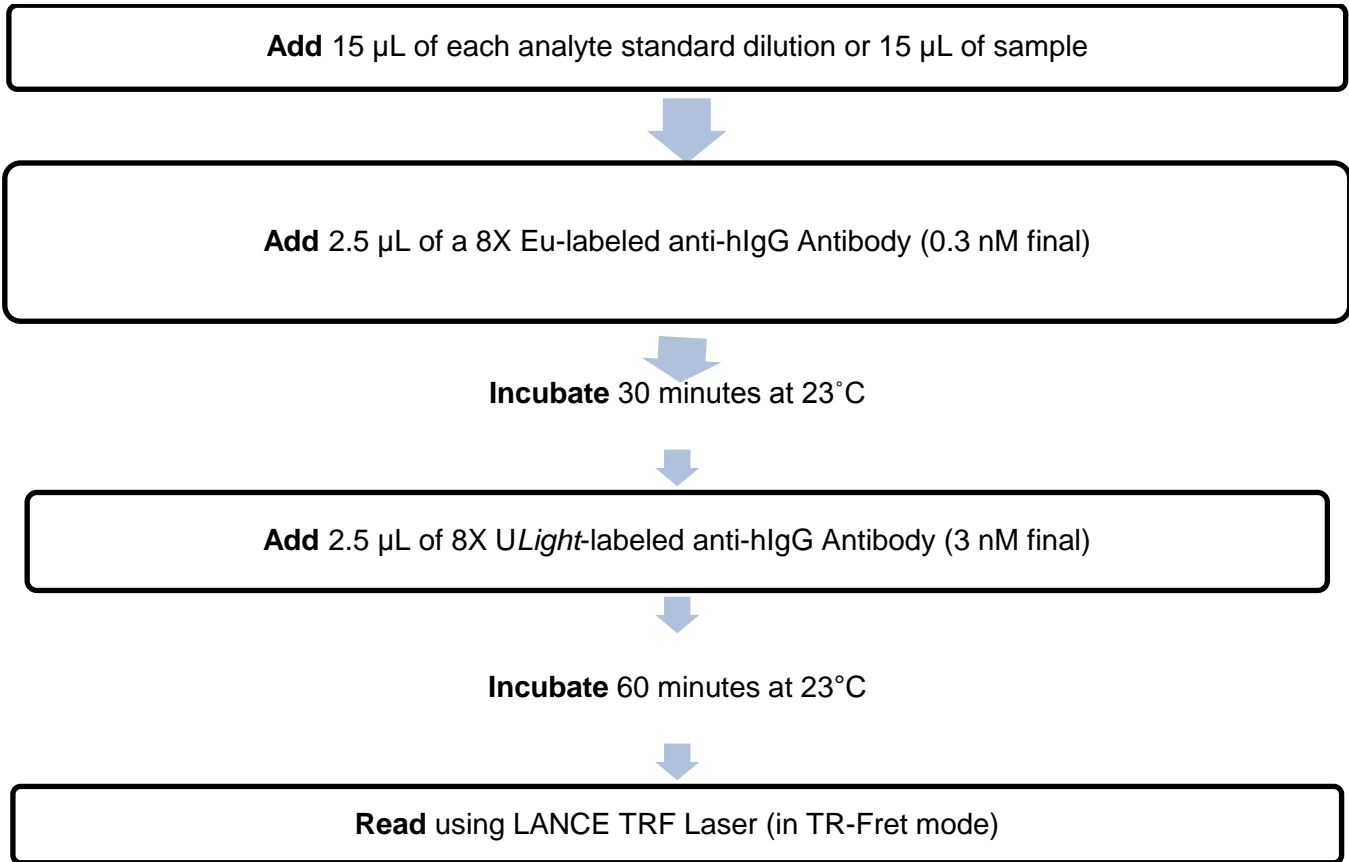 Add 15 µL of each analyte standard dilution or 15 µL of sample
Add 2.5 µL of a 8X Eu-labeled anti-hIgG Antibody (0.3 nM final)
Incubate 30 minutes at 23˚C
Add 2.5 µL of 8X ULight-labeled anti-hIgG Antibody (3 nM final)
Incubate 60 minutes at 23°C
Read using LANCE TRF Laser (in TR-Fret mode)